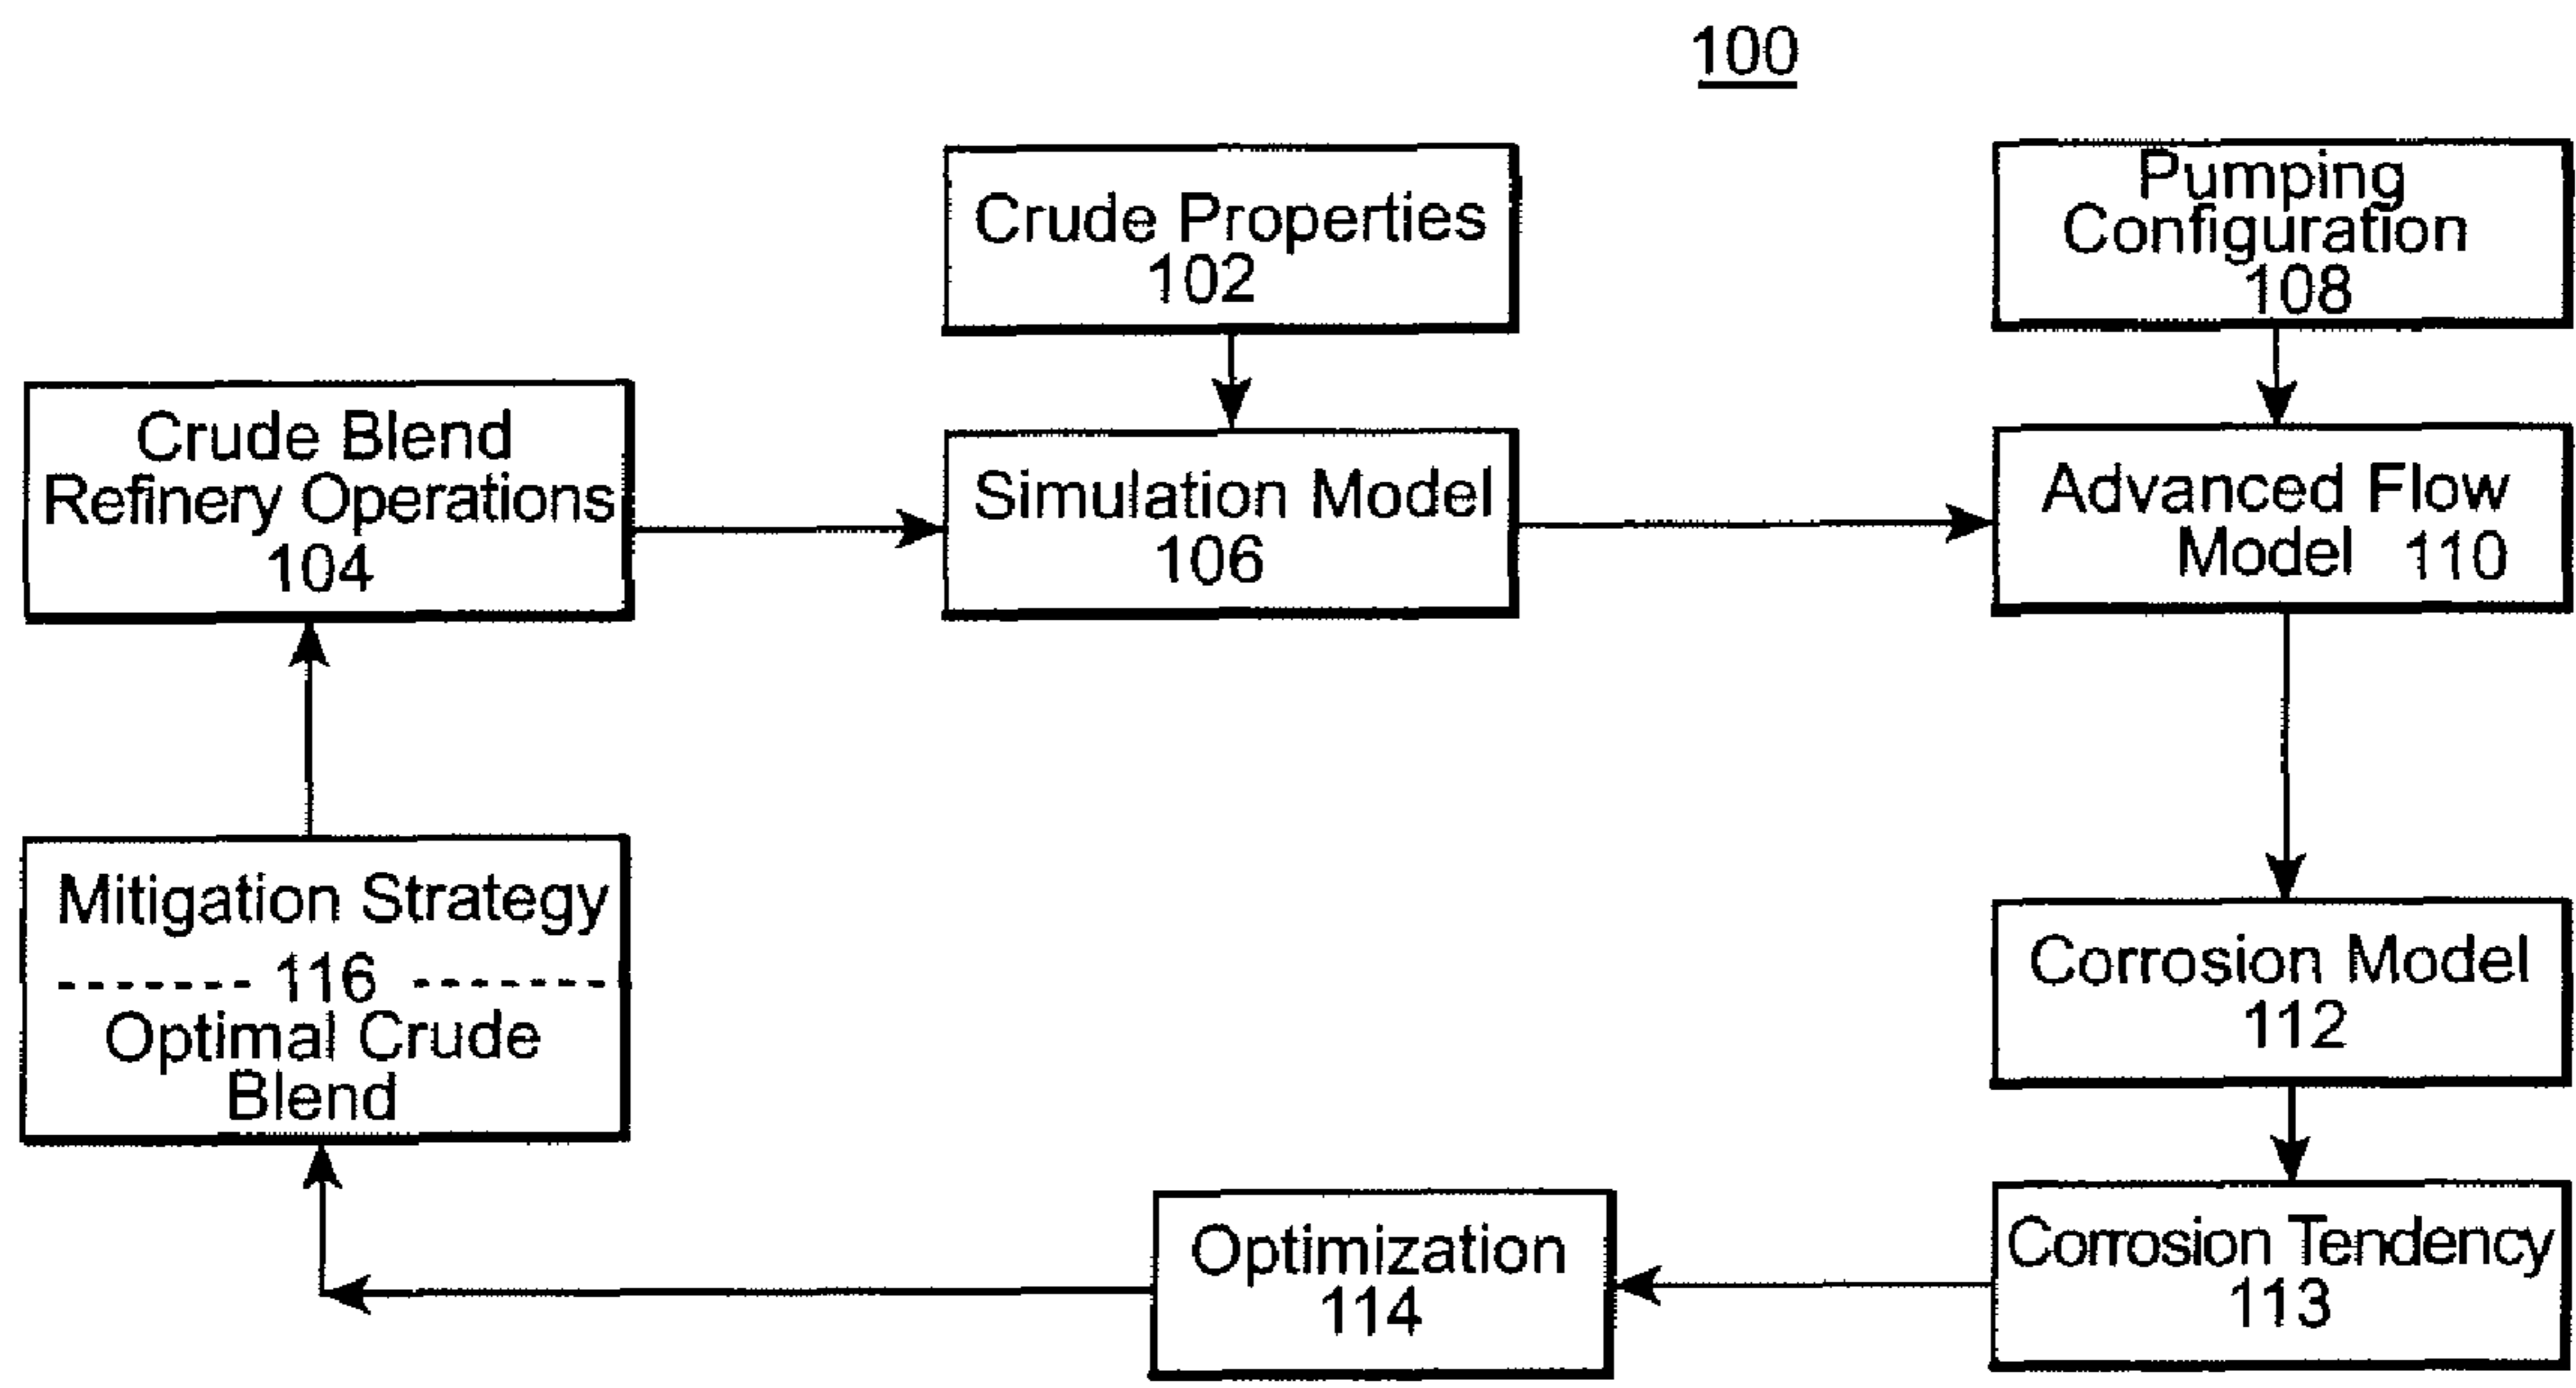 100
Crude Properties
102
Pumping
Configuration
108
Crude Blend
Refinery Operations
104
Simulation Model
106
Advanced Flow
Model 110
Mitigation Strategy
116
Optimal Crude
Blend
Corrosion Model
112
Optimization
114
Corrosion Tendency
113